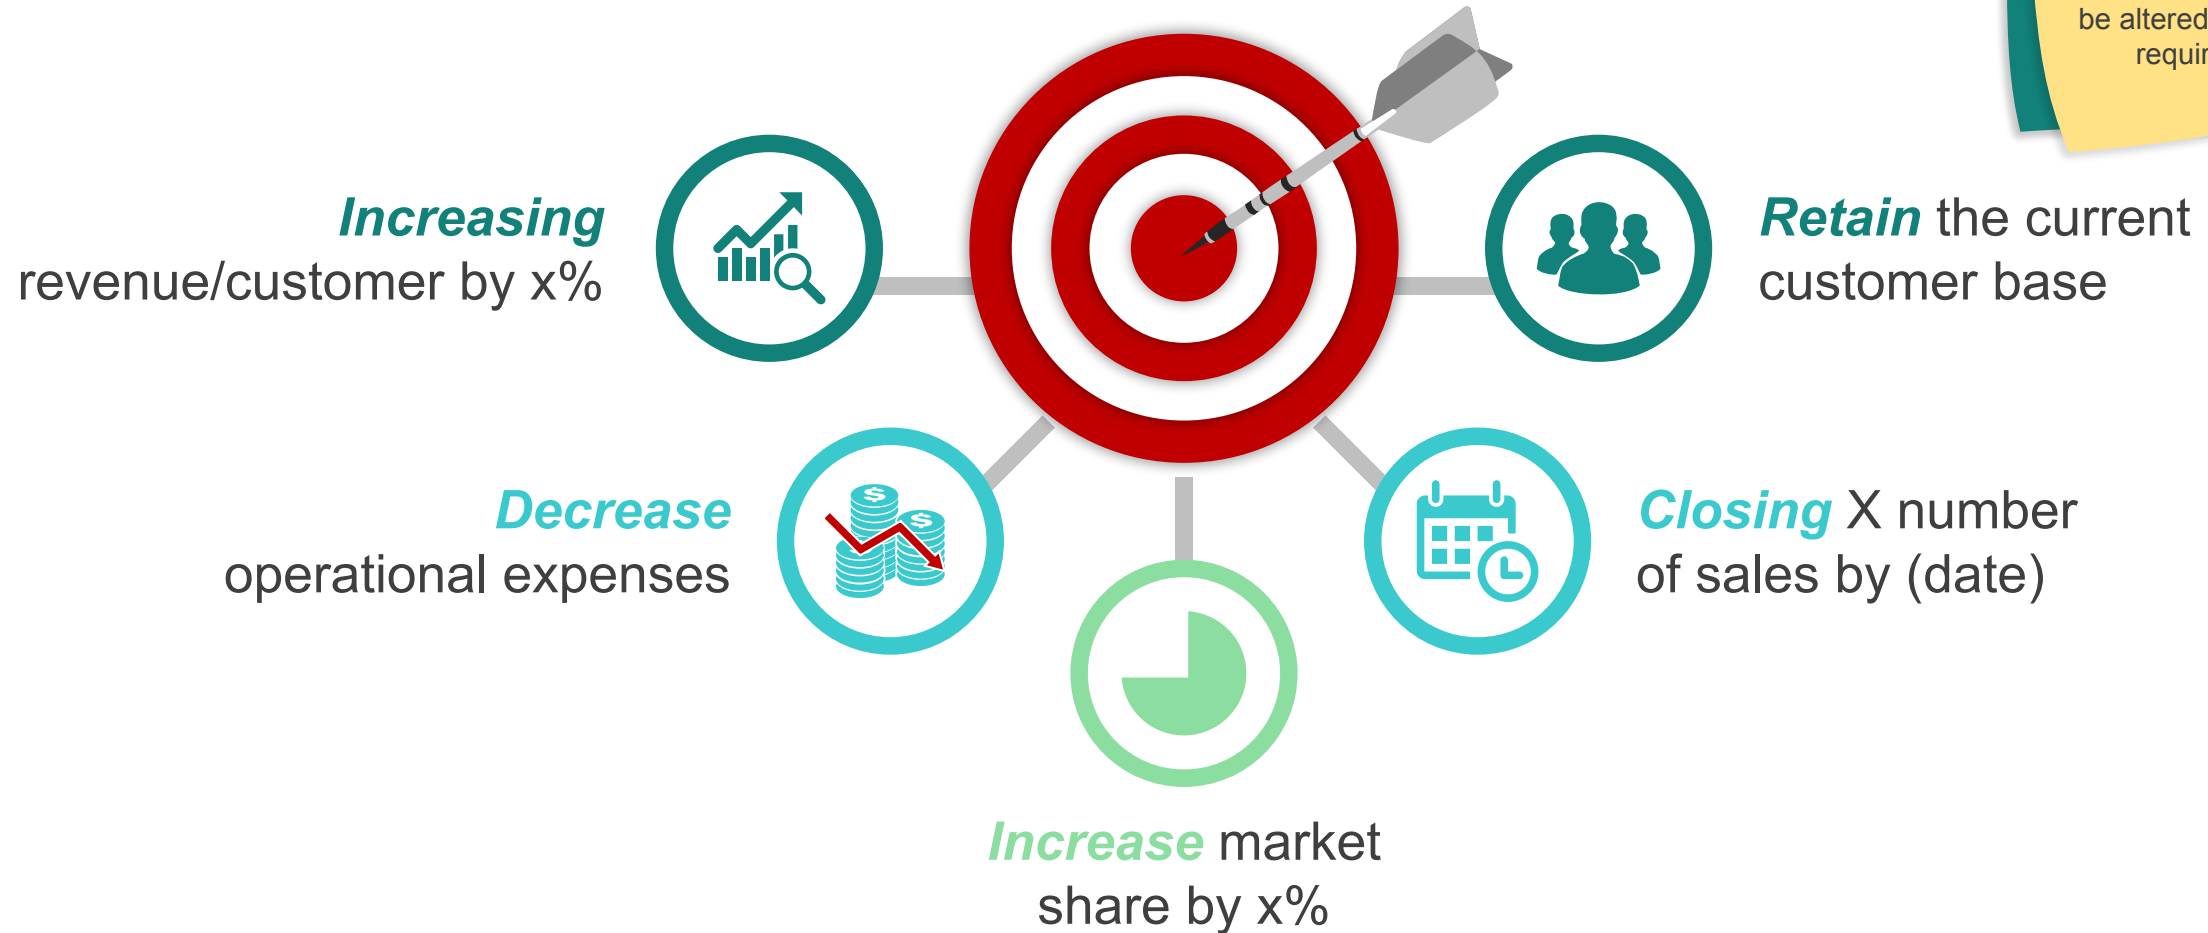 be altered
Increasing
revenue/customer by x%
Retain the current
customer base
Decrease
operational expenses
Closing X number
of sales by (date)
Increase market
share by x%